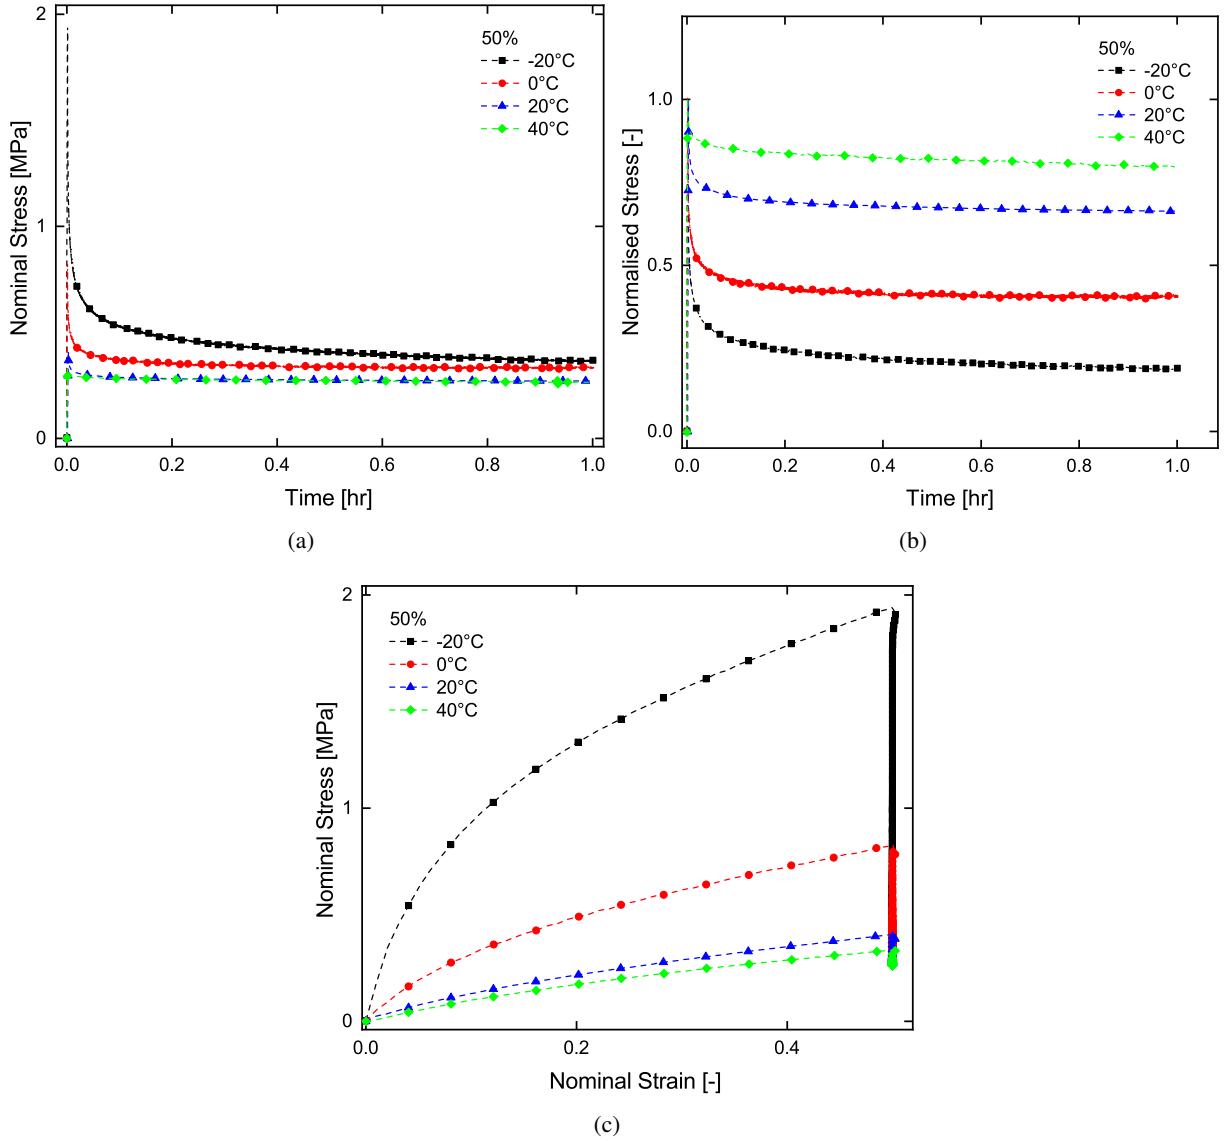 2
1
0
Nominal Stress [MPa]
50%
-20°C
0°C
20°C
40°C
0.0 0.2 0.4 0.6 0.8 1.0
Time [hr]
(a)
1.0
0.5
0.0
Normalised Stress [-]
50%
-20°C
0°C
20°C
40°C
0.0 0.2 0.4 0.6 0.8 1.0
Time [hr]
(b)
2
1
0
Nominal Stress [MPa]
50%
-20°C
0°C
20°C
40°C
0.0 0.2 0.4
Nominal Strain [-]
(c)